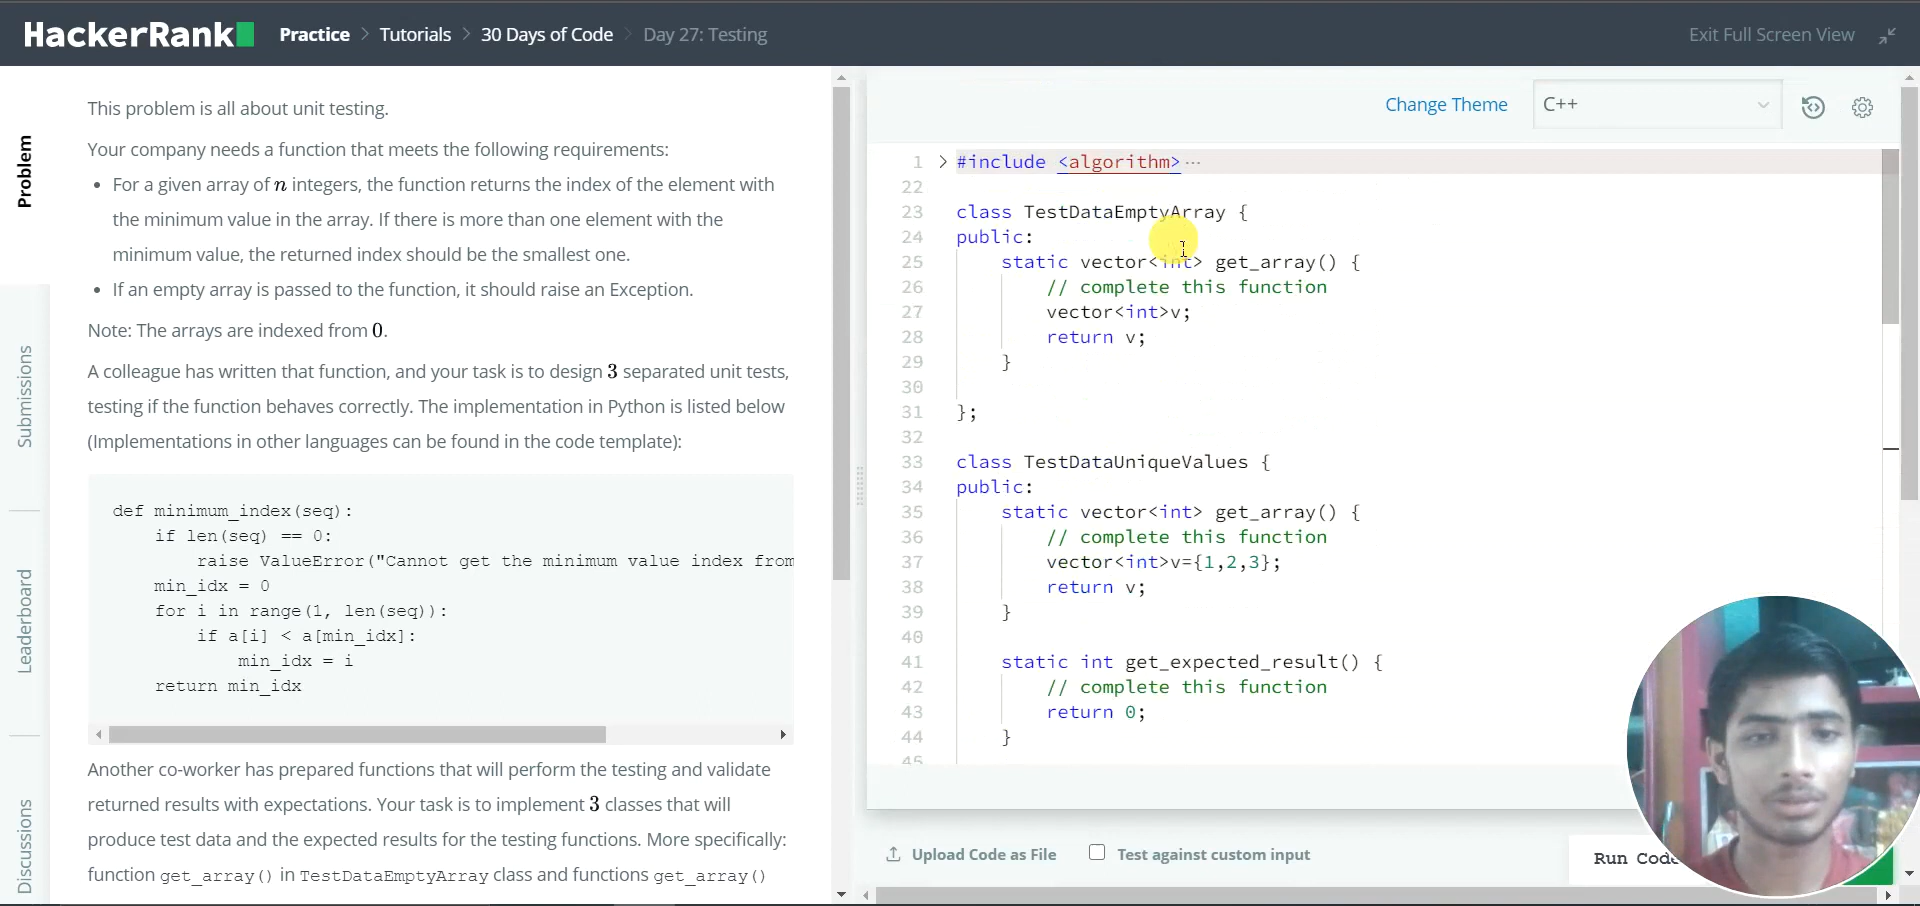 HackerRank Practice > Tutorials > 30 Days of Code > Day 27: Testing Exit Full Screen View
Problem
Submissions
Leaderboard
Discussions
This problem is all about unit testing.
Your company needs a function that meets the following requirements:
• For a given array of n integers, the function returns the index of the element with
the minimum value in the array. If there is more than one element with the
minimum value, the returned index should be the smallest one.
• If an empty array is passed to the function, it should raise an Exception.
Note: The arrays are indexed from 0.
A colleague has written that function, and your task is to design 3 separated unit tests,
testing if the function behaves correctly. The implementation in Python is listed below
(Implementations in other languages can be found in the code template):
def minimum_index(seq):
    if len(seq) == 0:
        raise ValueError("Cannot get the minimum value index from
    min_idx = 0
    for i in range(1, len(seq)):
        if a[i] < a[min_idx]:
            min_idx = i
    return min_idx
Another co-worker has prepared functions that will perform the testing and validate
returned results with expectations. Your task is to implement 3 classes that will
produce test data and the expected results for the testing functions. More specifically:
function get_array() in TestDataEmptyArray class and functions get_array()
Change Theme C++
1 > #include <algorithm>···
22
23 class TestDataEmptyArray {
24 public:
25     static vector<int> get_array() {
26         // complete this function
27         vector<int>v;
28         return v;
29     }
30
31 };
32
33 class TestDataUniqueValues {
34 public:
35     static vector<int> get_array() {
36         // complete this function
37         vector<int>v={1,2,3};
38         return v;
39     }
40
41     static int get_expected_result() {
42         // complete this function
43         return 0;
44     }
45
Upload Code as File Test against custom input Run Code